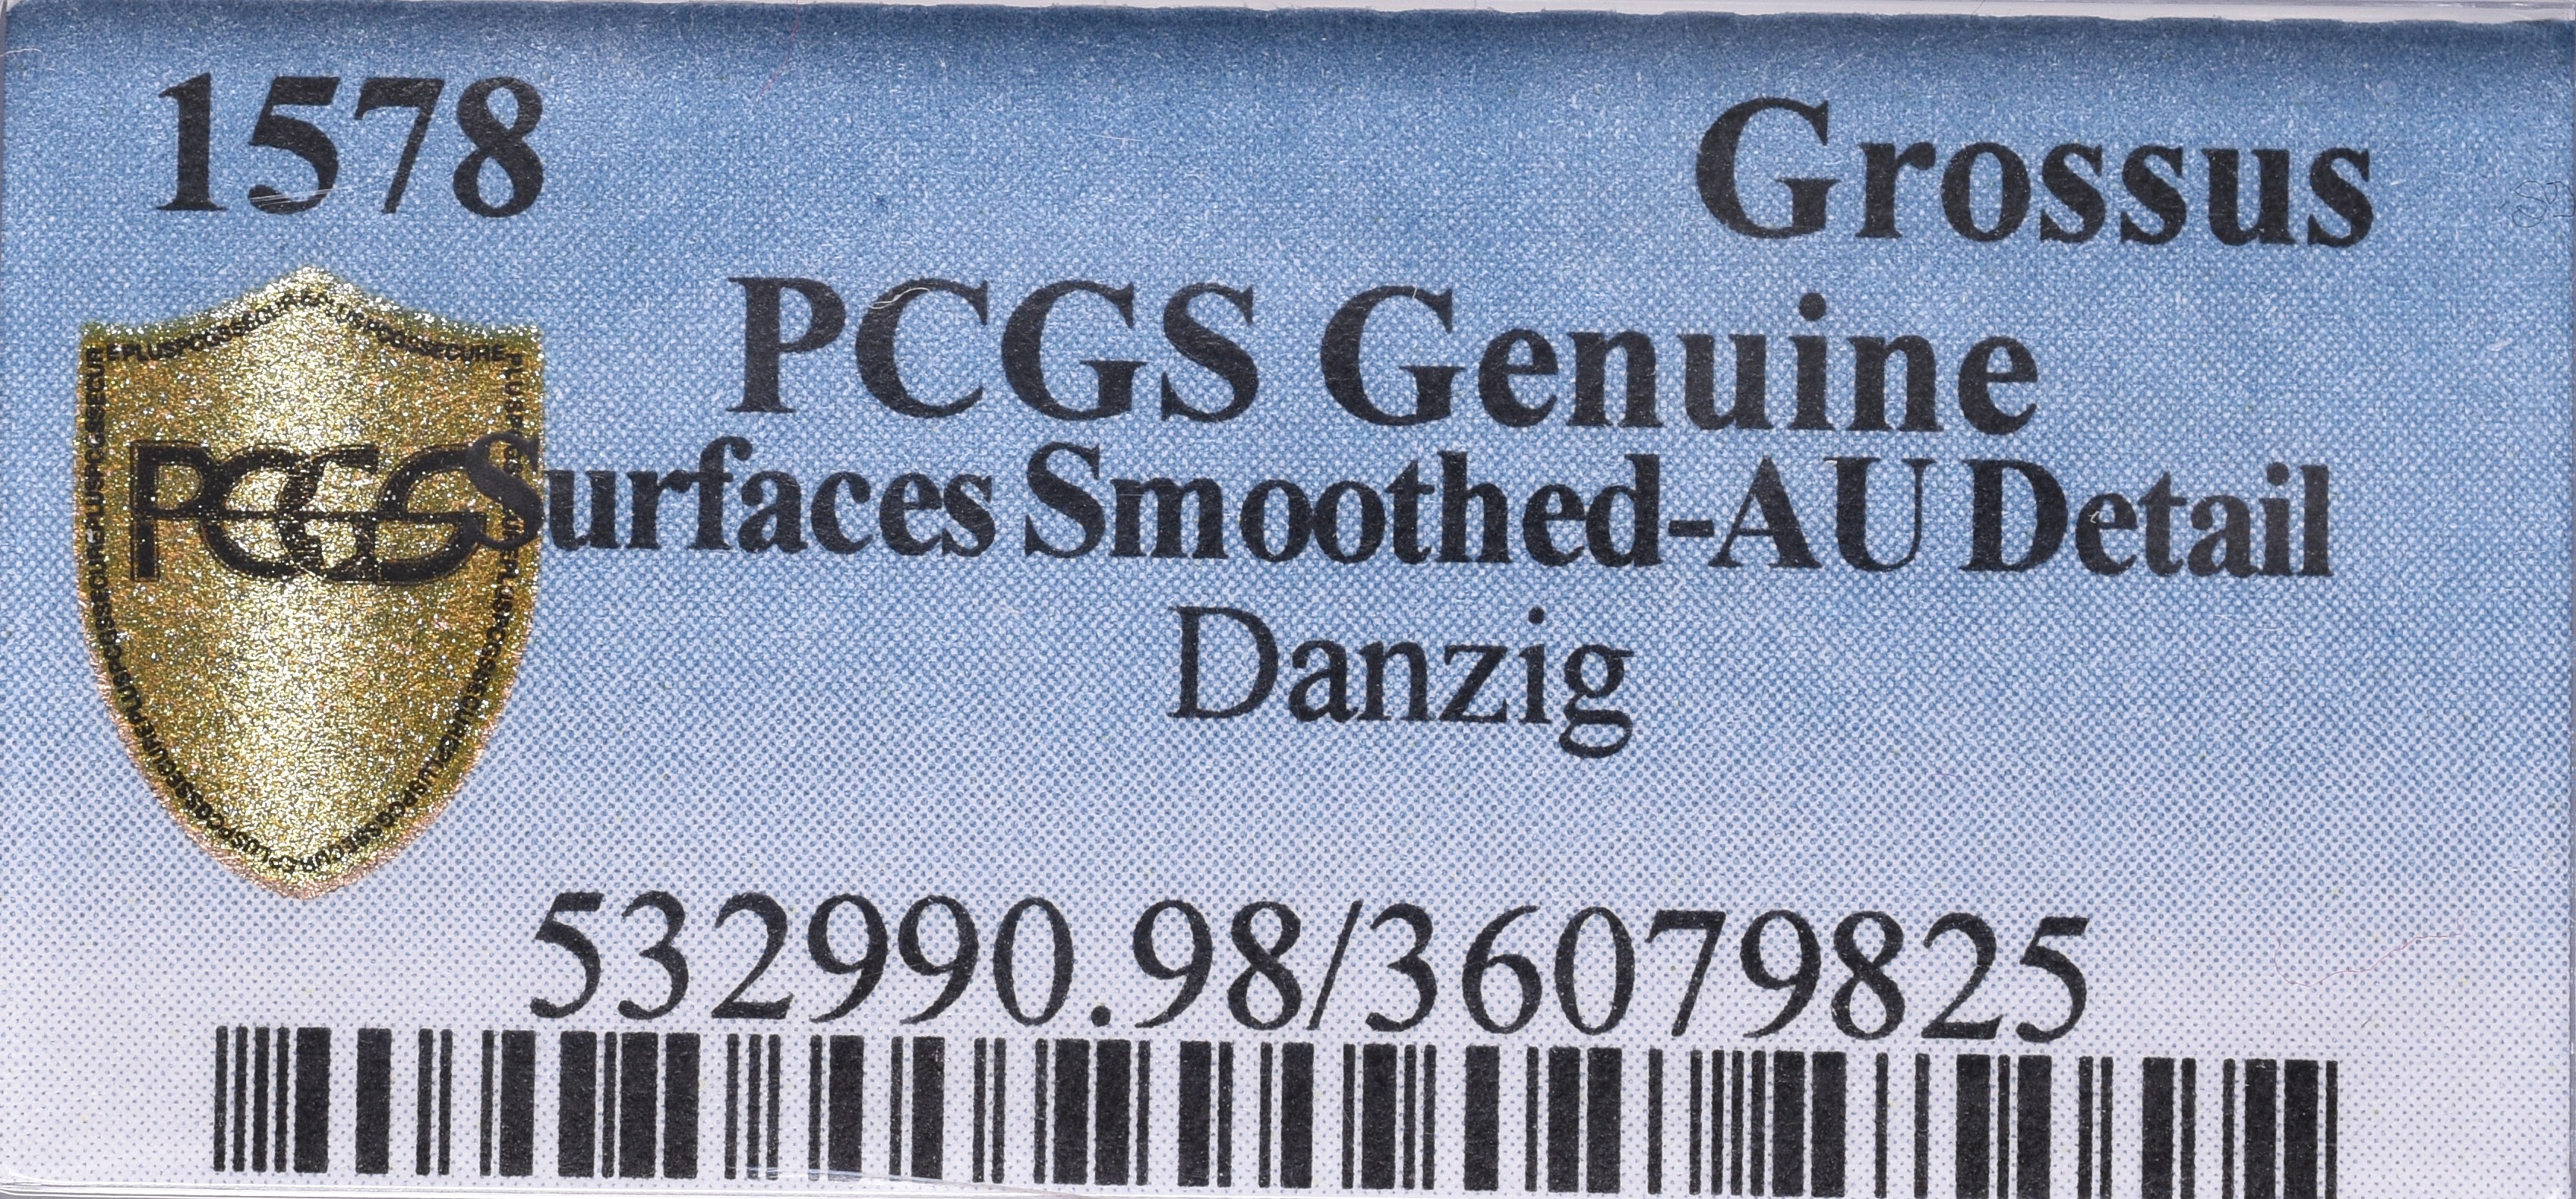 1578 Grossus
PCGS Genuine
PCGS
Surfaces Smoothed-AU Detail
Danzig
532990.98/36079825